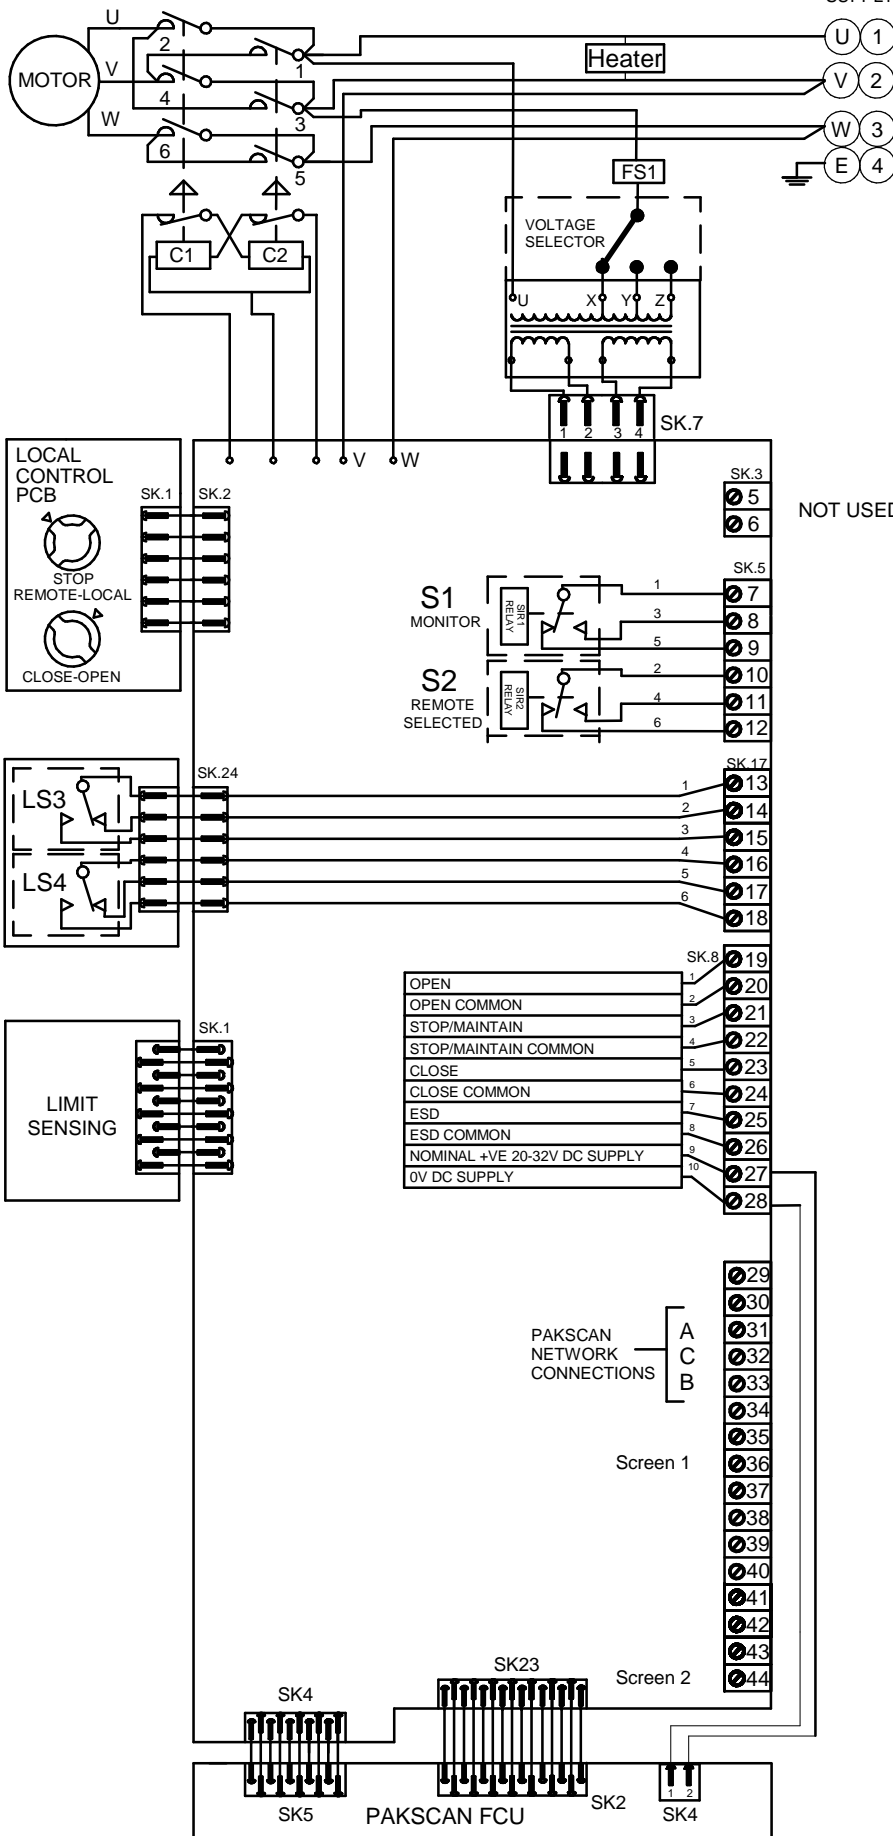 U
MOTOR
V
W
2
4
6
1
3
5
Heater
U 1
V 2
W 3
E 4
FS1
VOLTAGE
SELECTOR
C1
C2
U X Y Z
1 2 3 4
SK.7
V W
LOCAL
CONTROL
PCB
SK.1 SK.2
STOP
REMOTE-LOCAL
CLOSE-OPEN
SK.3
5
6
NOT USED
SK.5
S1
MONITOR
SIR1
RELAY
1 7
3 8
5 9
S2
REMOTE
SELECTED
SIR2
RELAY
2 10
4 11
6 12
LS3
LS4
SK.24
SK.17
1 13
2 14
3 15
4 16
5 17
6 18
LIMIT
SENSING
SK.1
SK.8
OPEN 1 19
OPEN COMMON 2 20
STOP/MAINTAIN 3 21
STOP/MAINTAIN COMMON 4 22
CLOSE 5 23
CLOSE COMMON 6 24
ESD 7 25
ESD COMMON 8 26
NOMINAL +VE 20-32V DC SUPPLY 9 27
0V DC SUPPLY 10 28
29
30
PAKSCAN
NETWORK
CONNECTIONS
A 31
C 32
B 33
34
35
Screen 1 36
37
38
39
40
41
42
43
Screen 2 44
SK4
SK23
SK5
PAKSCAN FCU
SK2
1 2
SK4